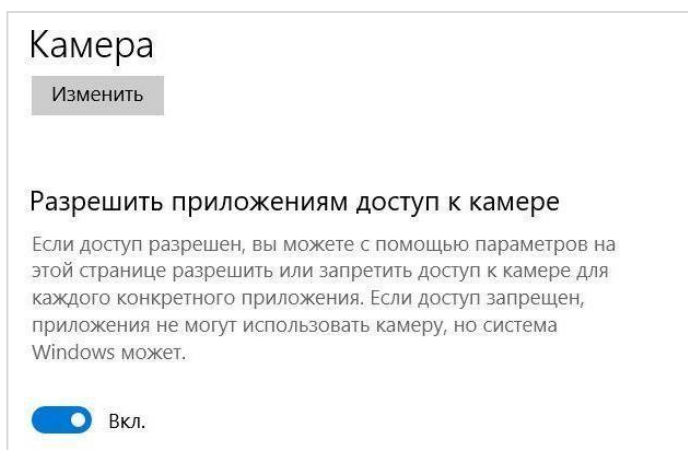 Камера
Изменить
Разрешить приложениям доступ к камере
Если доступ разрешен, вы можете с помощью параметров на
этой странице разрешить или запретить доступ к камере для
каждого конкретного приложения. Если доступ запрещен,
приложения не могут использовать камеру, но система
Windows может.
Вкл.